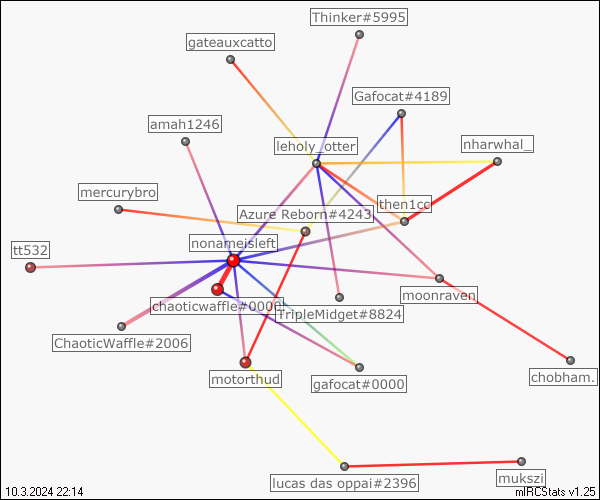 Thinker#5995
gateauxcatto
Gafocat#4189
amah1246
leholy_otter
nharwhal_
mercurybro
then1cc
Azure Reborn#4243
nonameisleft
tt532
moonraven
chaoticwaffle#0000
TripleMidget#8824
ChaoticWaffle#2006
motorthud
gafocat#0000
chobham.
mukszi
lucas das oppai#2396
10.3.2024 22:14
mIRCStats v1.25